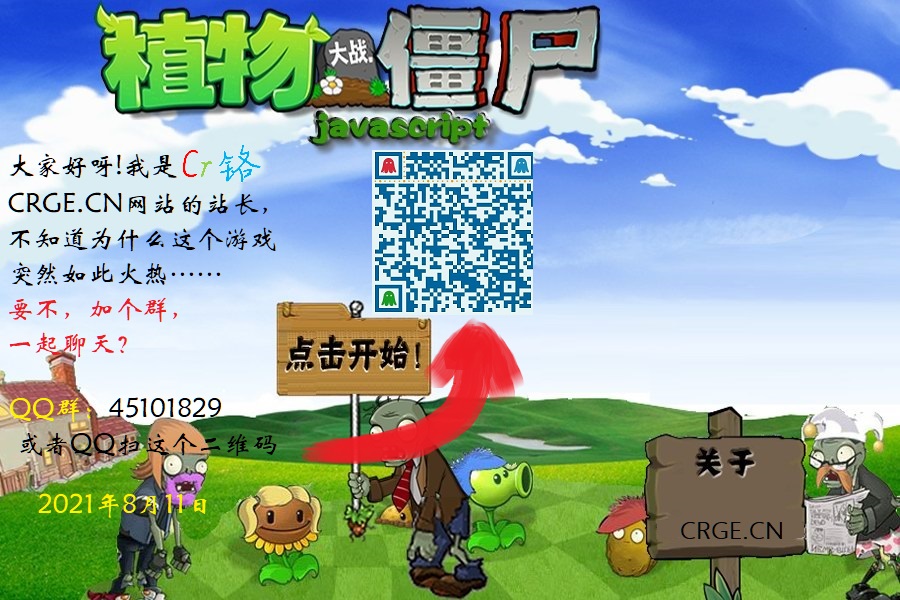 植物大战僵尸
javascript
大家好呀!我是Cr铬
CRGE.CN网站的站长，
不知道为什么这个游戏
突然如此火热……
要不，加个群，
一起聊天?
点击开始!
QQ群：45101829
或者QQ扫这个二维码
2021年8月11日
关于
CRGE.CN